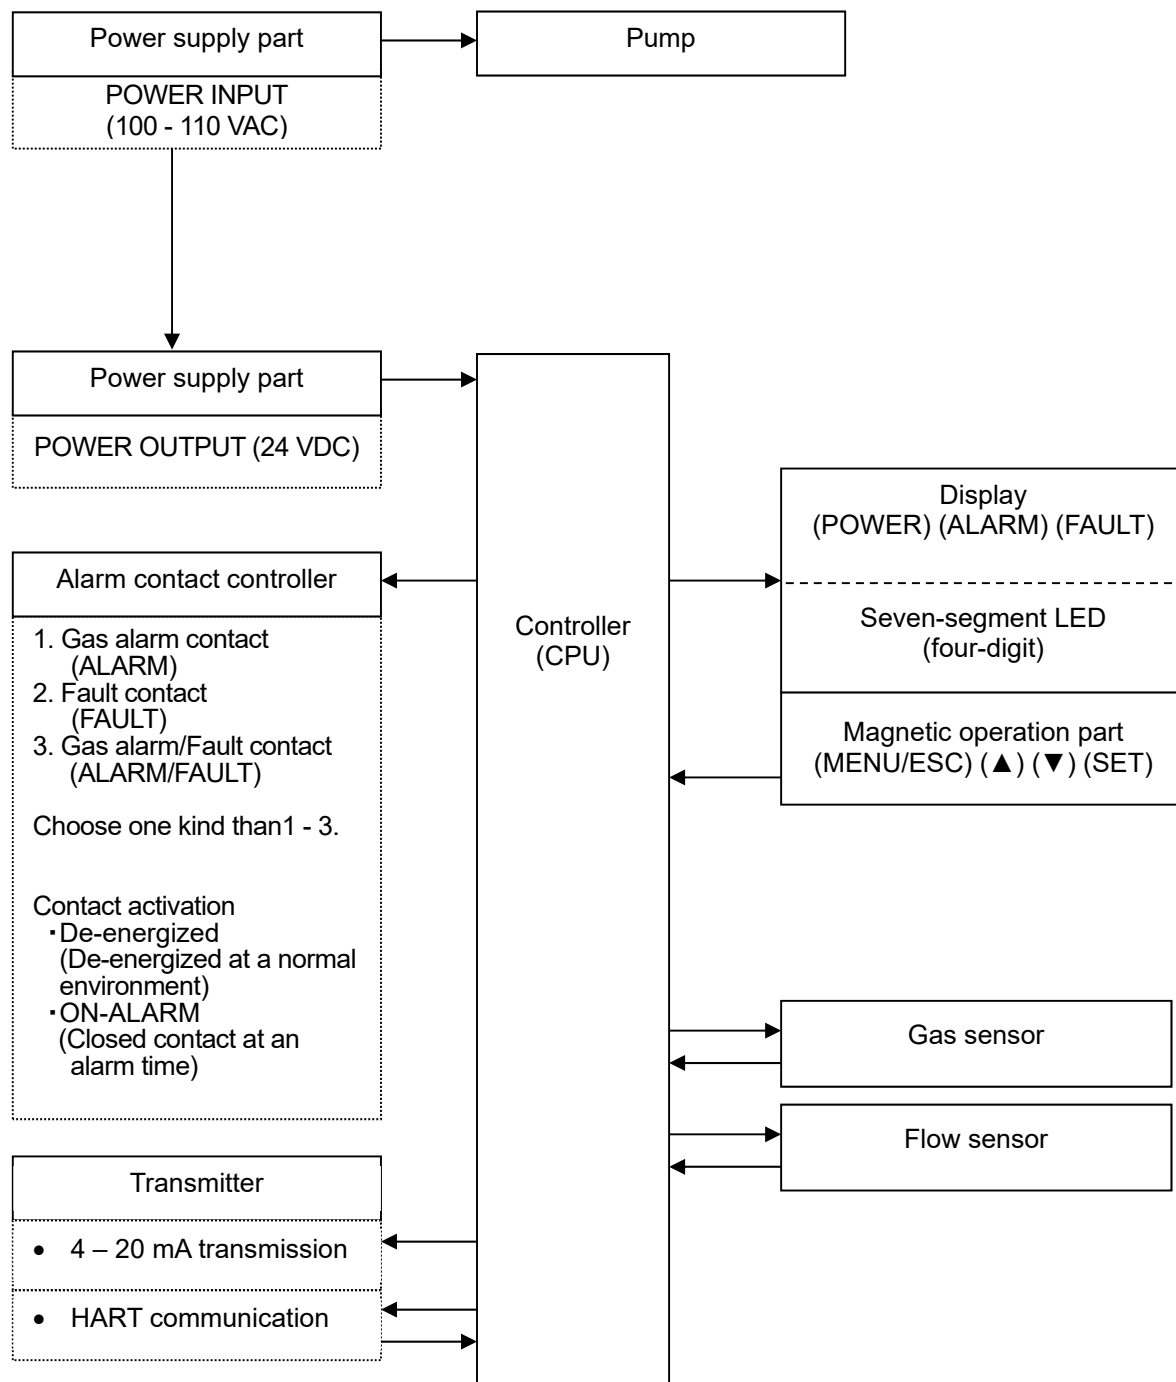 Power supply part
Pump
POWER INPUT
(100 - 110 VAC)
Power supply part
POWER OUTPUT (24 VDC)
Display
(POWER) (ALARM) (FAULT)
Seven-segment LED
(four-digit)
Magnetic operation part
(MENU/ESC) (▲) (▼) (SET)
Controller
(CPU)
Alarm contact controller
1. Gas alarm contact
(ALARM)
2. Fault contact
(FAULT)
3. Gas alarm/Fault contact
(ALARM/FAULT)
Choose one kind than1 - 3.
Contact activation
・De-energized
(De-energized at a normal
environment)
・ON-ALARM
(Closed contact at an
alarm time)
Gas sensor
Flow sensor
Transmitter
• 4 – 20 mA transmission
• HART communication